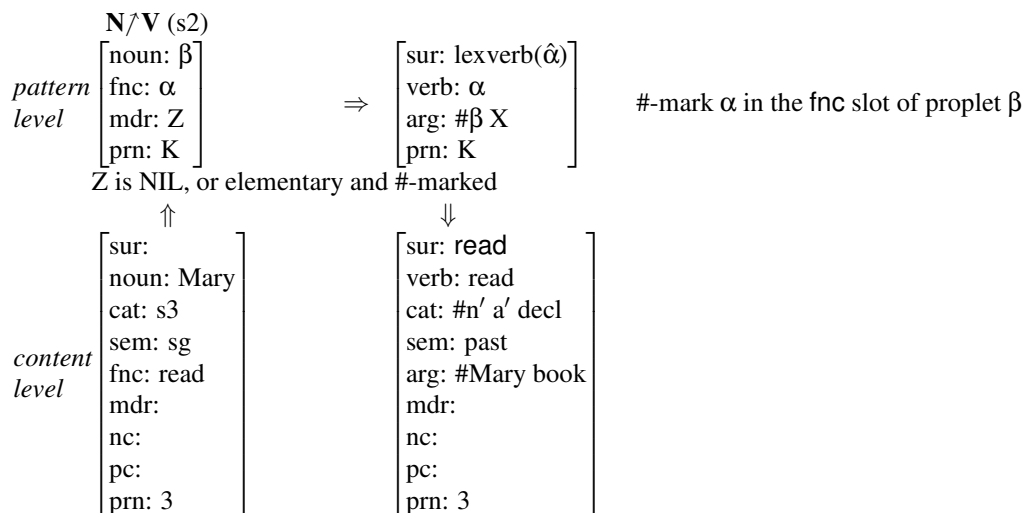 N↗V (s2)
[noun: β] [sur: lexverb(α̂)]
pattern [fnc: α] ⇒ [verb: α] #-mark α in the fnc slot of proplet β
level [mdr: Z] [arg: #β X]
[prn: K] [prn: K]
Z is NIL, or elementary and #-marked
⇑ ⇓
[sur: ] [sur: read]
[noun: Mary] [verb: read]
[cat: s3] [cat: #n′ a′ decl]
[sem: sg] [sem: past]
content [fnc: read] [arg: #Mary book]
level [mdr: ] [mdr: ]
[nc: ] [nc: ]
[pc: ] [pc: ]
[prn: 3] [prn: 3]